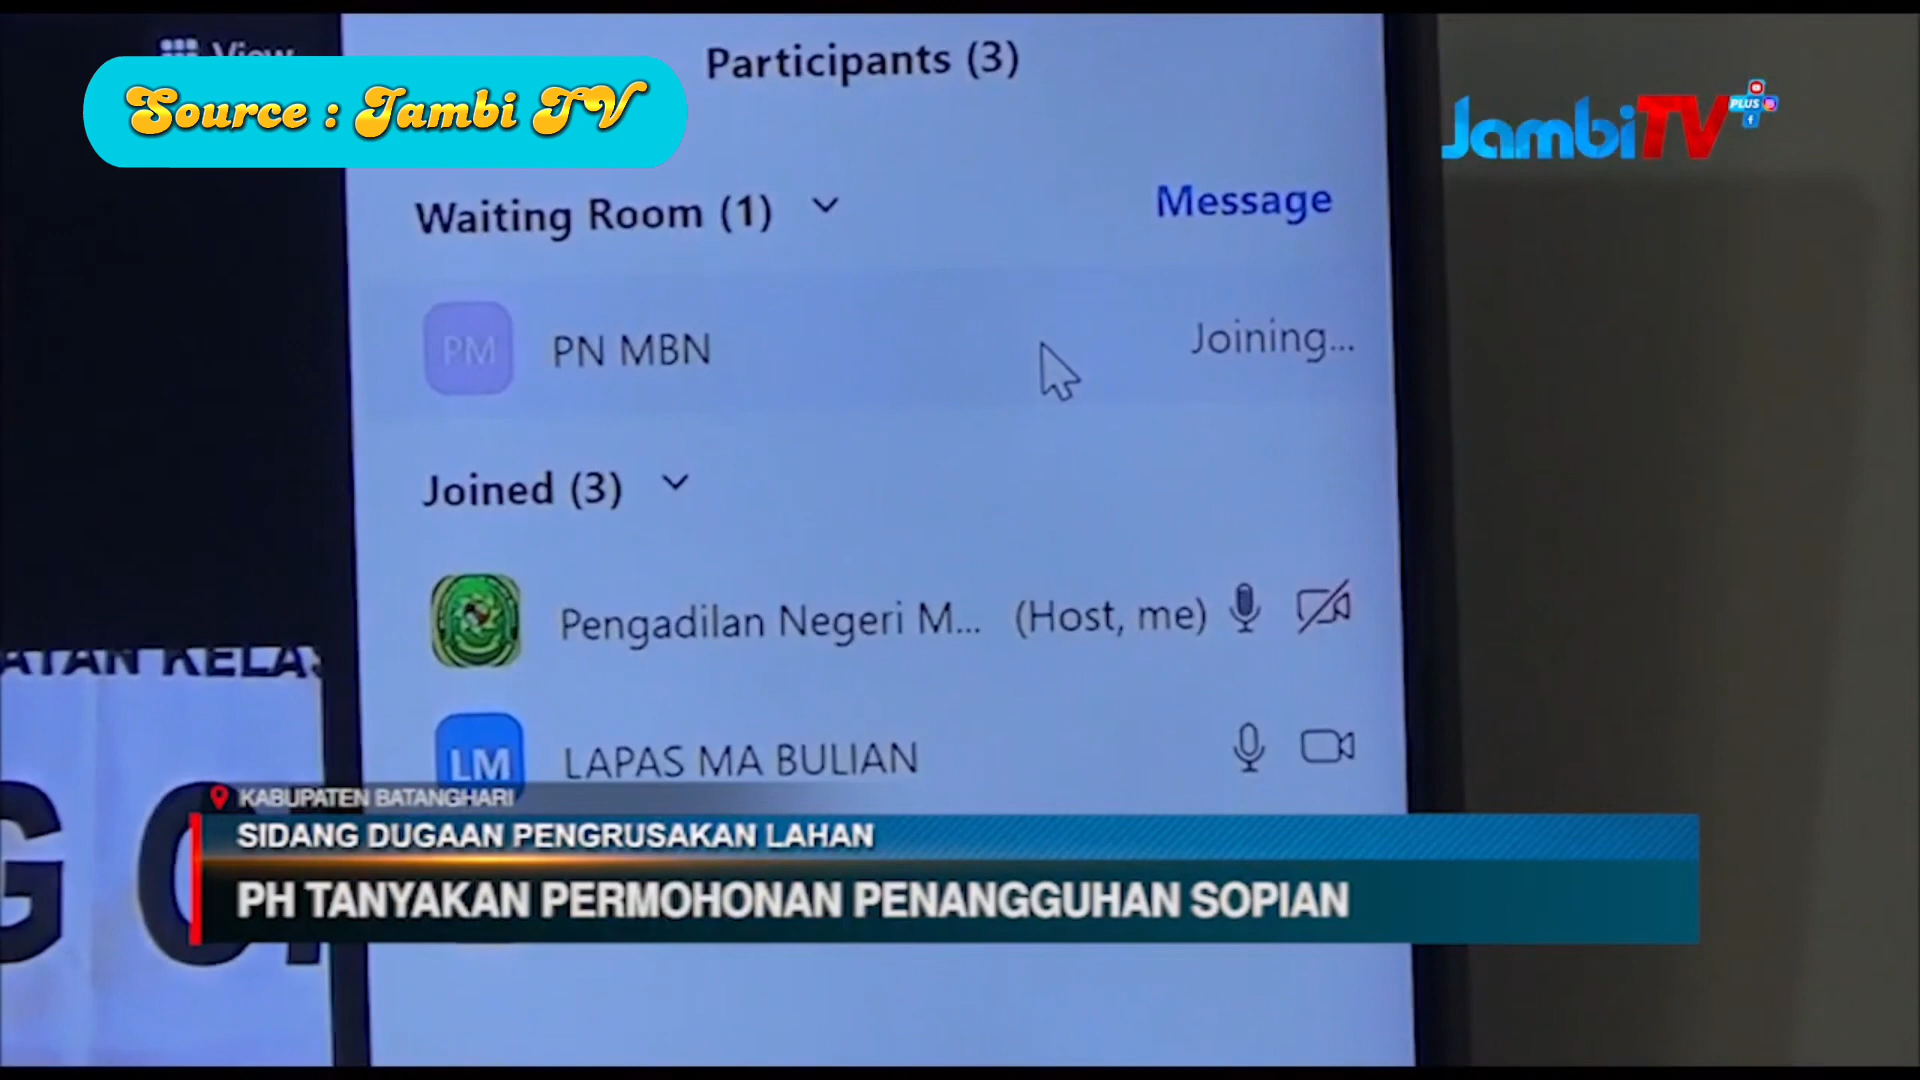 View
Source : Jambi TV
Participants (3)
JambiTV
PLUS
Waiting Room (1)
Message
PM
PN MBN
Joining...
Joined (3)
Pengadilan Negeri M... (Host, me)
LM
LAPAS MA BULIAN
KABUPATEN BATANGHARI
SIDANG DUGAAN PENGRUSAKAN LAHAN
PH TANYAKAN PERMOHONAN PENANGGUHAN SOPIAN